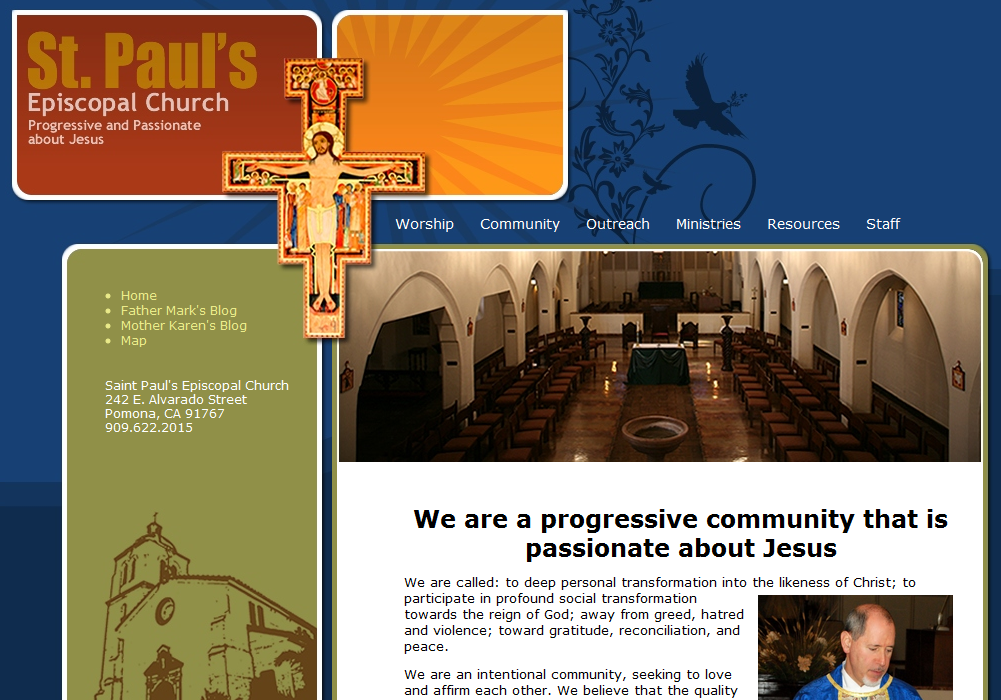 St. Paul's
Episcopal Church
Progressive and Passionate
about Jesus
Worship Community Outreach Ministries Resources Staff
Home
Father Mark's Blog
Mother Karen's Blog
Map
Saint Paul's Episcopal Church
242 E. Alvarado Street
Pomona, CA 91767
909.622.2015
We are a progressive community that is
passionate about Jesus
We are called: to deep personal transformation into the likeness of Christ; to
participate in profound social transformation
towards the reign of God; away from greed, hatred
and violence; toward gratitude, reconciliation, and
peace.
We are an intentional community, seeking to love
and affirm each other. We believe that the quality